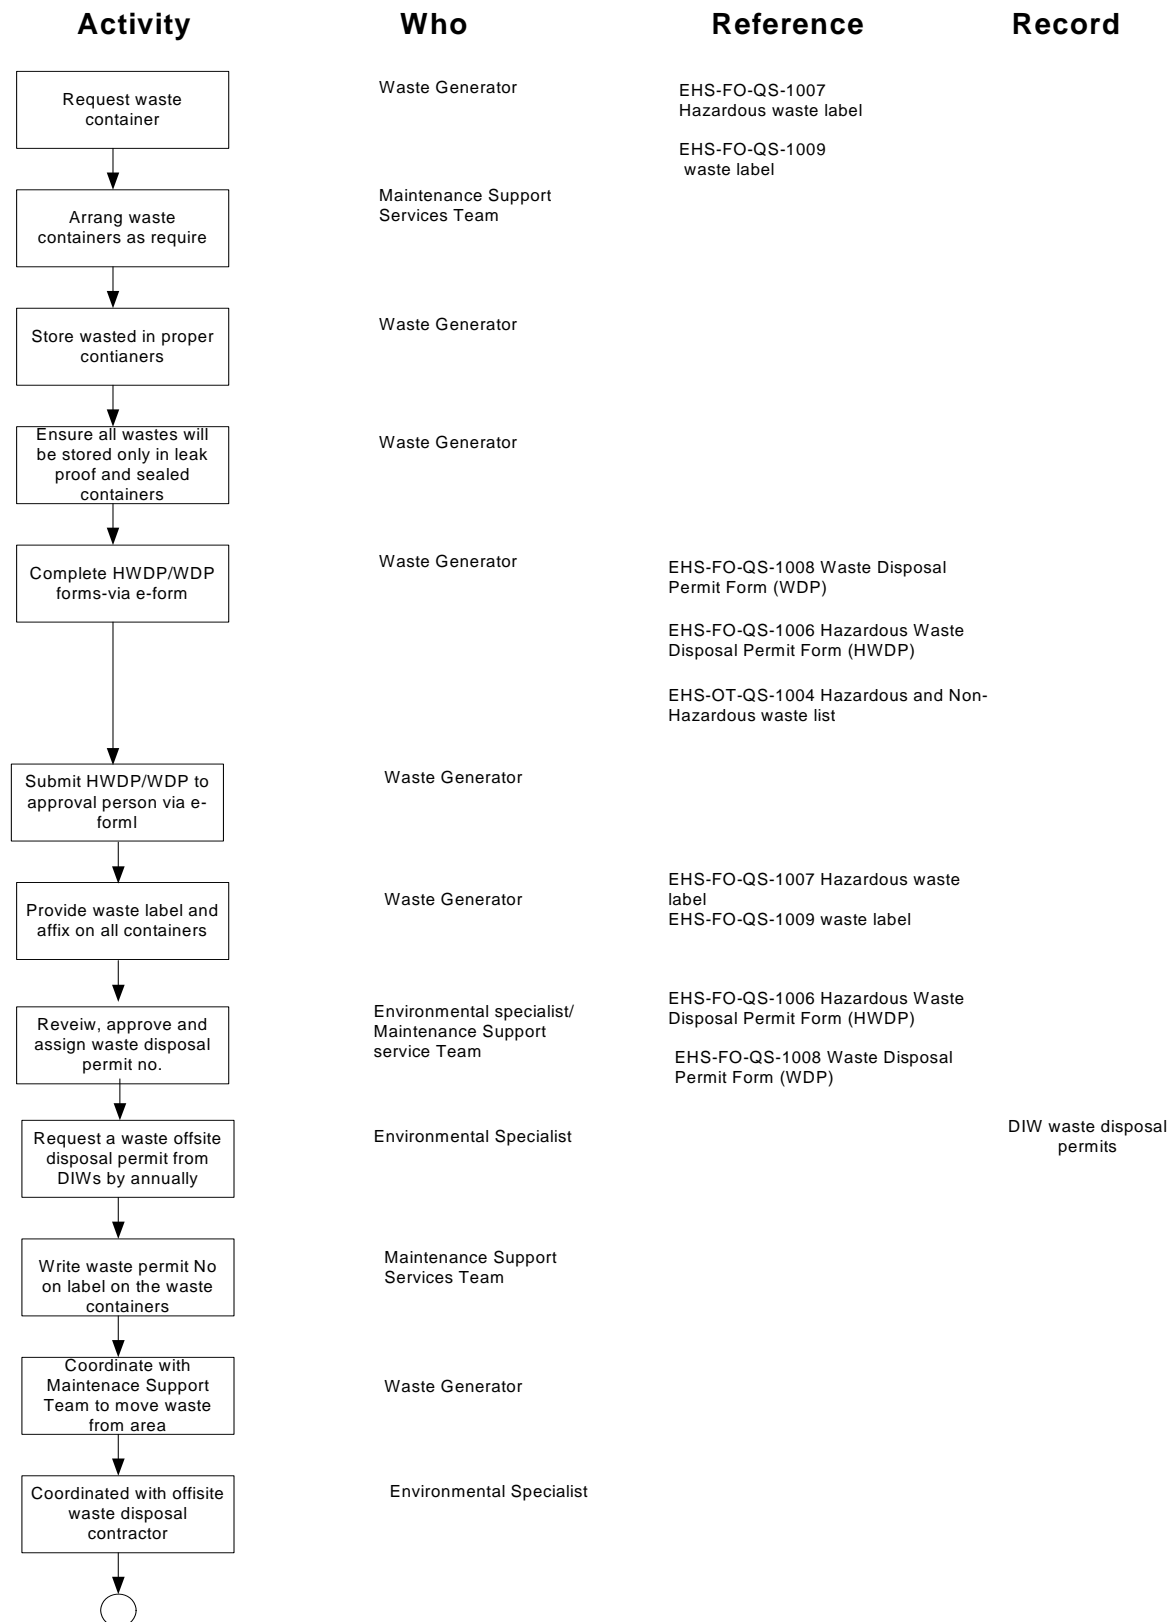 Activity Who Reference Record
Request waste
container
Waste Generator
EHS-FO-QS-1007
Hazardous waste label
EHS-FO-QS-1009
waste label
Arrang waste
containers as require
Maintenance Support
Services Team
Store wasted in proper
contianers
Waste Generator
Ensure all wastes will
be stored only in leak
proof and sealed
containers
Waste Generator
Complete HWDP/WDP
forms-via e-form
Waste Generator
EHS-FO-QS-1008 Waste Disposal
Permit Form (WDP)
EHS-FO-QS-1006 Hazardous Waste
Disposal Permit Form (HWDP)
EHS-OT-QS-1004 Hazardous and Non-
Hazardous waste list
Submit HWDP/WDP to
approval person via e-
forml
Waste Generator
Provide waste label and
affix on all containers
Waste Generator
EHS-FO-QS-1007 Hazardous waste
label
EHS-FO-QS-1009 waste label
Reveiw, approve and
assign waste disposal
permit no.
Environmental specialist/
Maintenance Support
service Team
EHS-FO-QS-1006 Hazardous Waste
Disposal Permit Form (HWDP)
EHS-FO-QS-1008 Waste Disposal
Permit Form (WDP)
Request a waste offsite
disposal permit from
DIWs by annually
Environmental Specialist
DIW waste disposal
permits
Write waste permit No
on label on the waste
containers
Maintenance Support
Services Team
Coordinate with
Maintenace Support
Team to move waste
from area
Waste Generator
Coordinated with offisite
waste disposal
contractor
Environmental Specialist